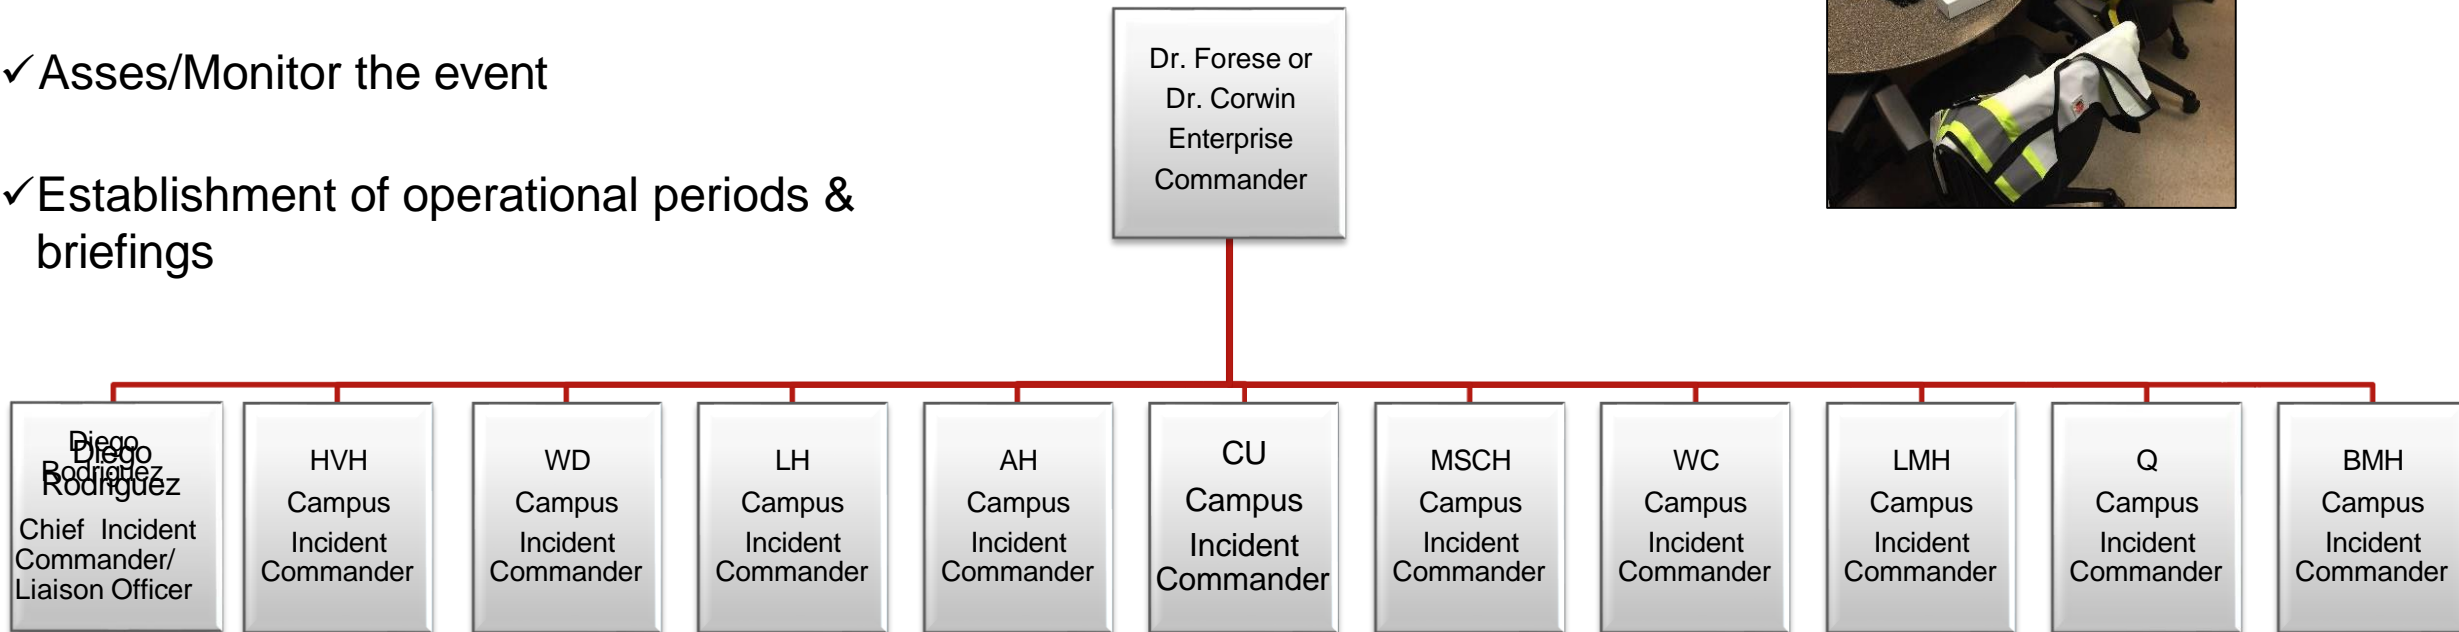 ✓Asses/Monitor the event
✓Establishment of operational periods &
briefings
Dr. Forese or
Dr. Corwin
Enterprise
Commander
Diego
Rodriguez
Diego
Rodriguez
Chief Incident
Commander/
Liaison Officer
HVH
Campus
Incident
Commander
WD
Campus
Incident
Commander
LH
Campus
Incident
Commander
AH
Campus
Incident
Commander
CU
Campus
Incident
Commander
MSCH
Campus
Incident
Commander
WC
Campus
Incident
Commander
LMH
Campus
Incident
Commander
Q
Campus
Incident
Commander
BMH
Campus
Incident
Commander